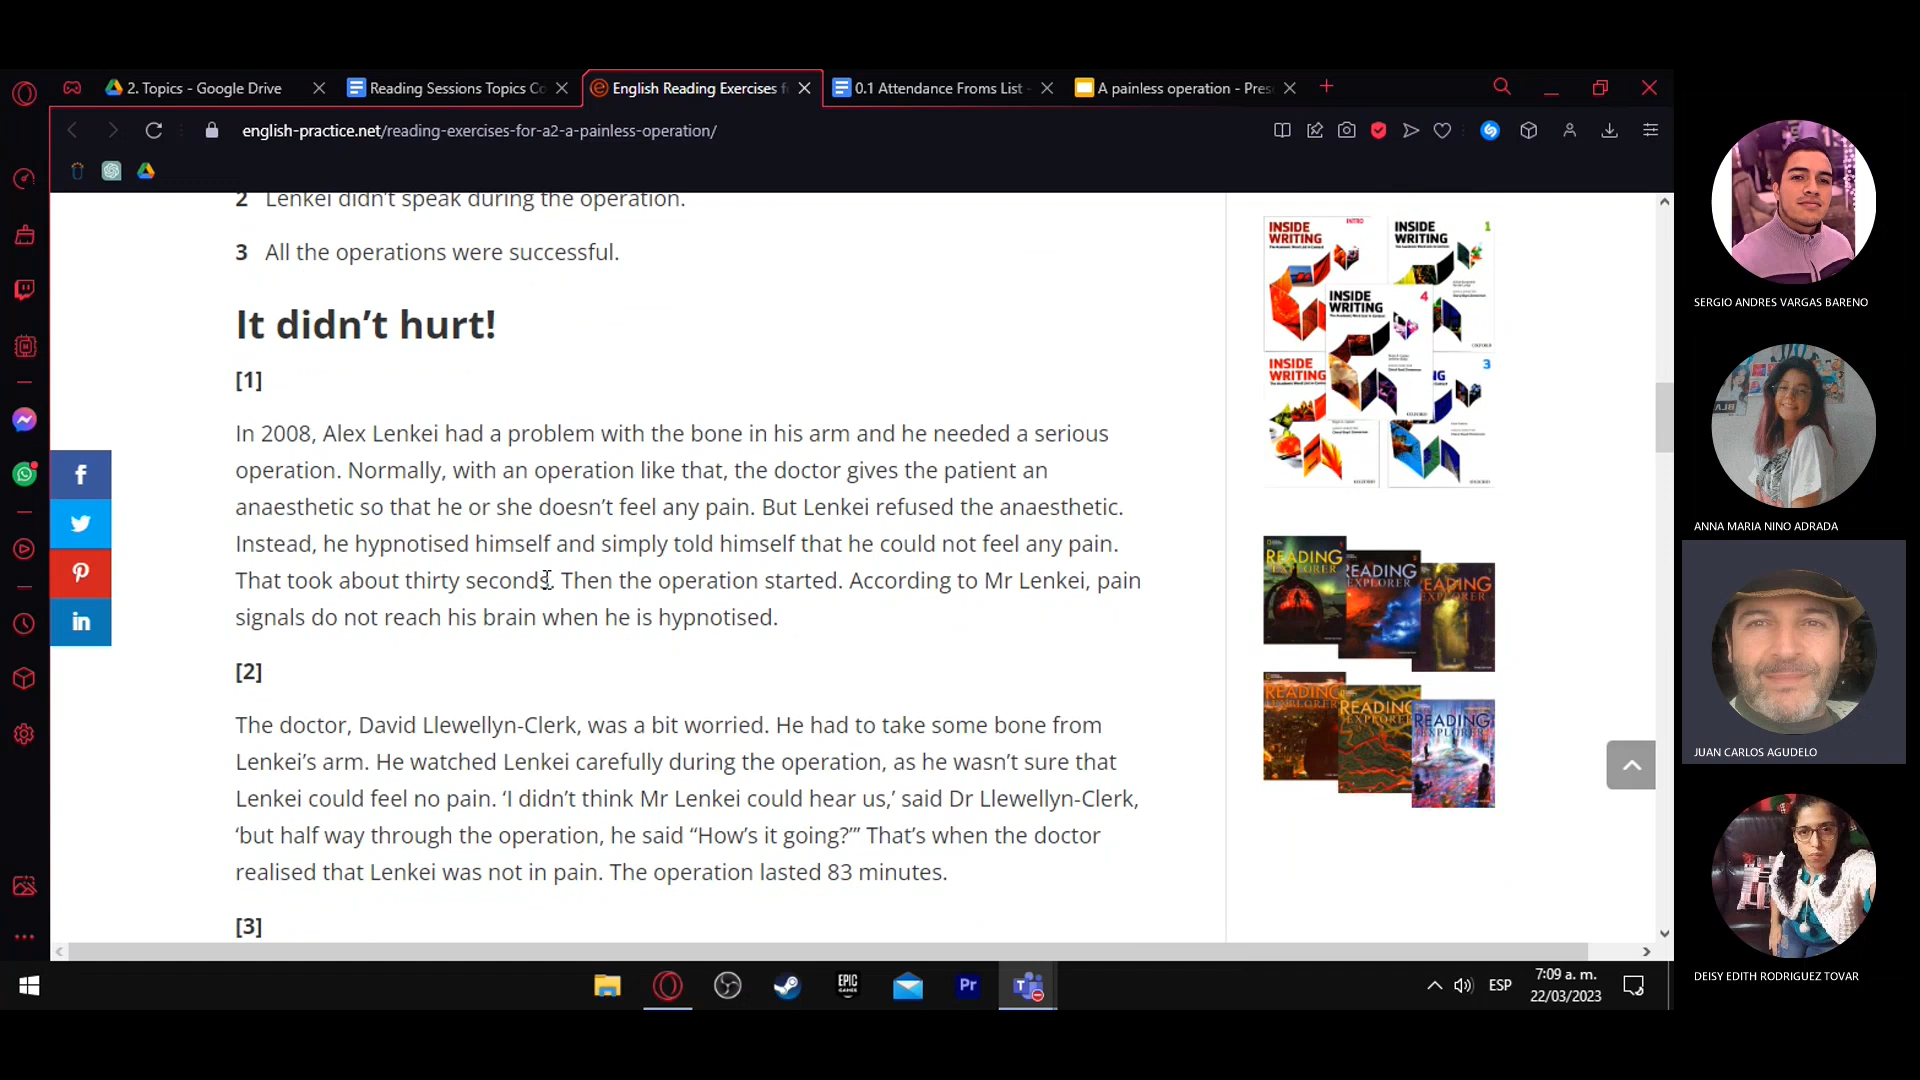 2. Topics - Google Drive
Reading Sessions Topics Co
English Reading Exercises f
0.1 Attendance Froms List -
A painless operation - Pres
english-practice.net/reading-exercises-for-a2-a-painless-operation/
2 Lenkei didn't speak during the operation.
3 All the operations were successful.
It didn't hurt!
[1]
In 2008, Alex Lenkei had a problem with the bone in his arm and he needed a serious
operation. Normally, with an operation like that, the doctor gives the patient an
anaesthetic so that he or she doesn't feel any pain. But Lenkei refused the anaesthetic.
Instead, he hypnotised himself and simply told himself that he could not feel any pain.
That took about thirty seconds. Then the operation started. According to Mr Lenkei, pain
signals do not reach his brain when he is hypnotised.
[2]
The doctor, David Llewellyn-Clerk, was a bit worried. He had to take some bone from
Lenkei's arm. He watched Lenkei carefully during the operation, as he wasn't sure that
Lenkei could feel no pain. 'I didn't think Mr Lenkei could hear us,' said Dr Llewellyn-Clerk,
'but half way through the operation, he said "How's it going?"' That's when the doctor
realised that Lenkei was not in pain. The operation lasted 83 minutes.
[3]
INSIDE
WRITING
INTRO
INSIDE
WRITING
1
INSIDE
WRITING
4
INSIDE
WRITING
3
OXFORD
READING
EXPLORER
READING
EXPLORER
READING
EXPLORER
READING
EXPLORER
READING
EXPLORER
READING
EXPLORER
SERGIO ANDRES VARGAS BARENO
ANNA MARIA NINO ADRADA
JUAN CARLOS AGUDELO
DEISY EDITH RODRIGUEZ TOVAR
EPIC
GAMES
Pr
ESP
7:09 a. m.
22/03/2023